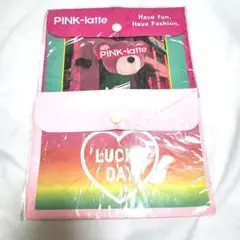 PINK-latte
Have fun.
Have Fashion.
PINK-latte
LUCKY
DAY